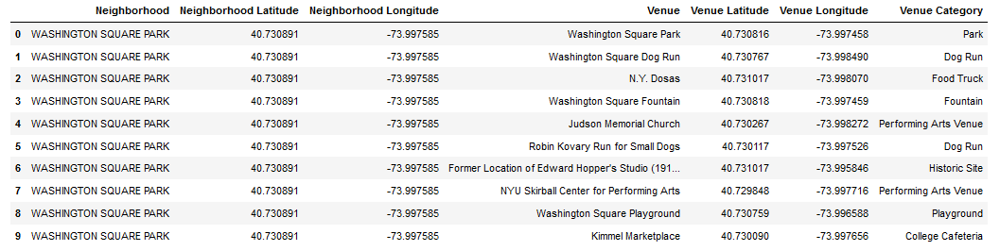 Neighborhood Neighborhood Latitude Neighborhood Longitude Venue Venue Latitude Venue Longitude Venue Category
0 WASHINGTON SQUARE PARK 40.730891 -73.997585 Washington Square Park 40.730816 -73.997458 Park
1 WASHINGTON SQUARE PARK 40.730891 -73.997585 Washington Square Dog Run 40.730767 -73.998490 Dog Run
2 WASHINGTON SQUARE PARK 40.730891 -73.997585 N.Y. Dosas 40.731017 -73.998070 Food Truck
3 WASHINGTON SQUARE PARK 40.730891 -73.997585 Washington Square Fountain 40.730818 -73.997459 Fountain
4 WASHINGTON SQUARE PARK 40.730891 -73.997585 Judson Memorial Church 40.730267 -73.998272 Performing Arts Venue
5 WASHINGTON SQUARE PARK 40.730891 -73.997585 Robin Kovary Run for Small Dogs 40.730117 -73.997526 Dog Run
6 WASHINGTON SQUARE PARK 40.730891 -73.997585 Former Location of Edward Hopper's Studio (191... 40.731017 -73.995846 Historic Site
7 WASHINGTON SQUARE PARK 40.730891 -73.997585 NYU Skirball Center for Performing Arts 40.729848 -73.997716 Performing Arts Venue
8 WASHINGTON SQUARE PARK 40.730891 -73.997585 Washington Square Playground 40.730759 -73.996588 Playground
9 WASHINGTON SQUARE PARK 40.730891 -73.997585 Kimmel Marketplace 40.730090 -73.997656 College Cafeteria